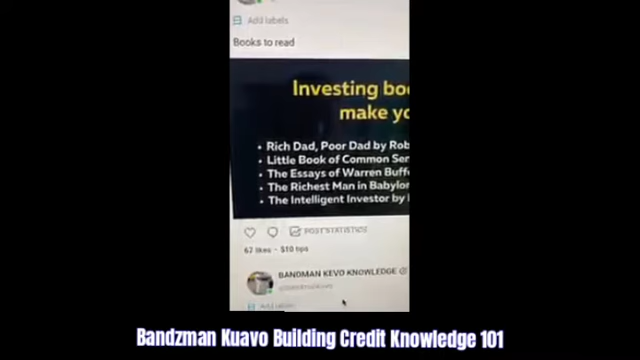 Add labels
Books to read
Investing bo
make yo
• Rich Dad, Poor Dad by Rob
• Little Book of Common Sen
• The Essays of Warren Buff
• The Richest Man in Babylon
• The Intelligent Investor by
POST STATISTICS
67 likes • $10 tips
BANDMAN KEVO KNOWLEDGE
Add labels
Bandzman Kuavo Building Credit Knowledge 101